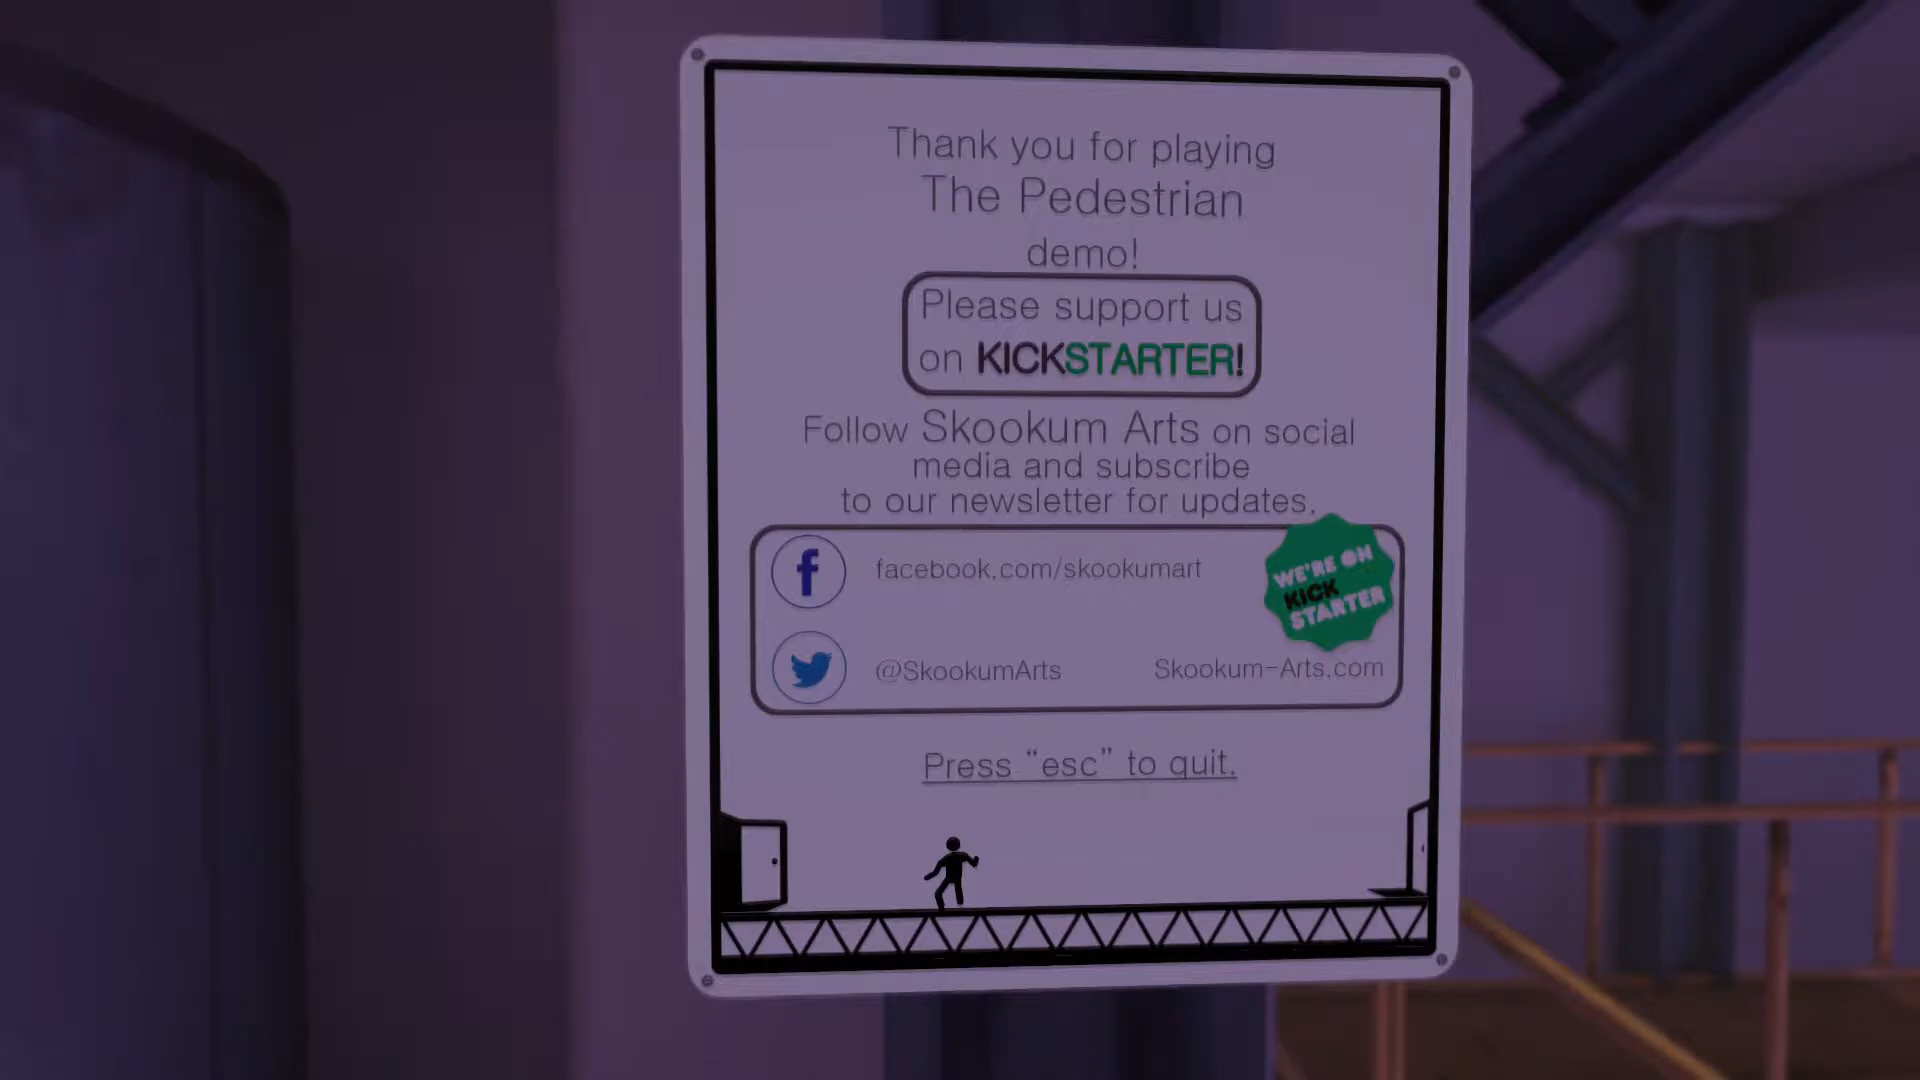 Thank you for playing
The Pedestrian
demo!
Please support us
on KICKSTARTER!
Follow Skookum Arts on social
media and subscribe
to our newsletter for updates.
facebook.com/skookumart
WE'RE ON
KICK
STARTER
@SkookumArts
Skookum-Arts.com
Press “esc” to quit.